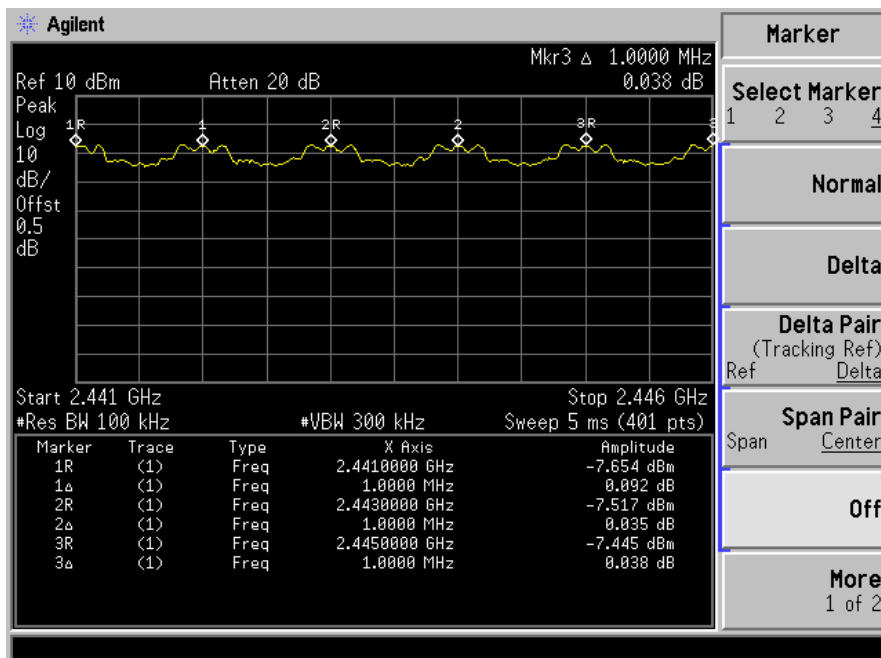 Agilent
Marker
Mkr3 Δ 1.0000 MHz
Ref 10 dBm Atten 20 dB 0.038 dB
Peak
Log
10
dB/
Offst
0.5
dB
1R 1 2R 2 3R 3
Start 2.441 GHz Stop 2.446 GHz
#Res BW 100 kHz #VBW 300 kHz Sweep 5 ms (401 pts)
Marker Trace Type X Axis Amplitude
1R (1) Freq 2.4410000 GHz -7.654 dBm
1Δ (1) Freq 1.0000 MHz 0.092 dB
2R (1) Freq 2.4430000 GHz -7.517 dBm
2Δ (1) Freq 1.0000 MHz 0.035 dB
3R (1) Freq 2.4450000 GHz -7.445 dBm
3Δ (1) Freq 1.0000 MHz 0.038 dB
Select Marker
1 2 3 4
Normal
Delta
Delta Pair
(Tracking Ref)
Ref Delta
Span Pair
Span Center
Off
More
1 of 2